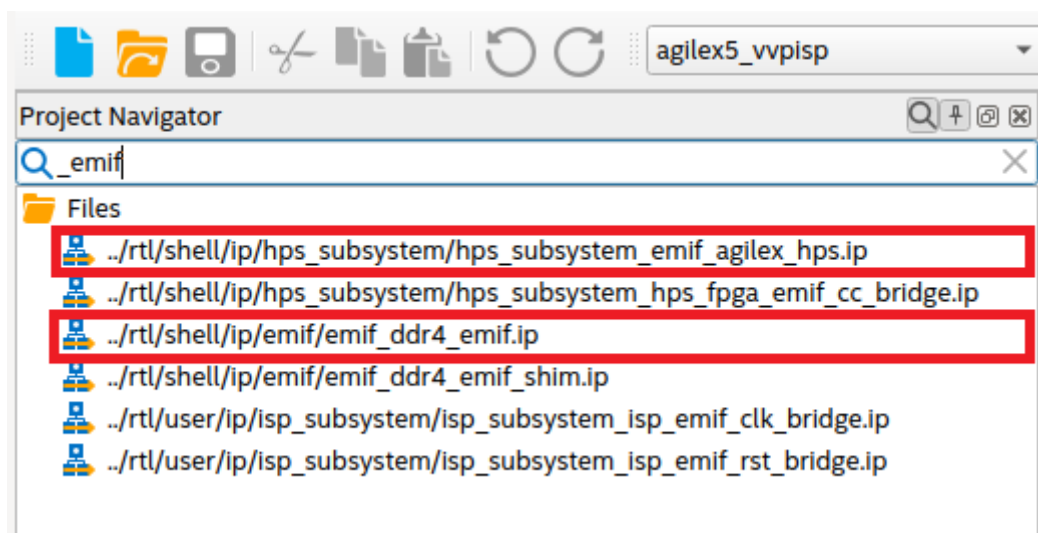 agilex5_vvpisp
Project Navigator
_emif
Files
../rtl/shell/ip/hps_subsystem/hps_subsystem_emif_agilex_hps.ip
../rtl/shell/ip/hps_subsystem/hps_subsystem_hps_fpga_emif_cc_bridge.ip
../rtl/shell/ip/emif/emif_ddr4_emif.ip
../rtl/shell/ip/emif/emif_ddr4_emif_shim.ip
../rtl/user/ip/isp_subsystem/isp_subsystem_isp_emif_clk_bridge.ip
../rtl/user/ip/isp_subsystem/isp_subsystem_isp_emif_rst_bridge.ip